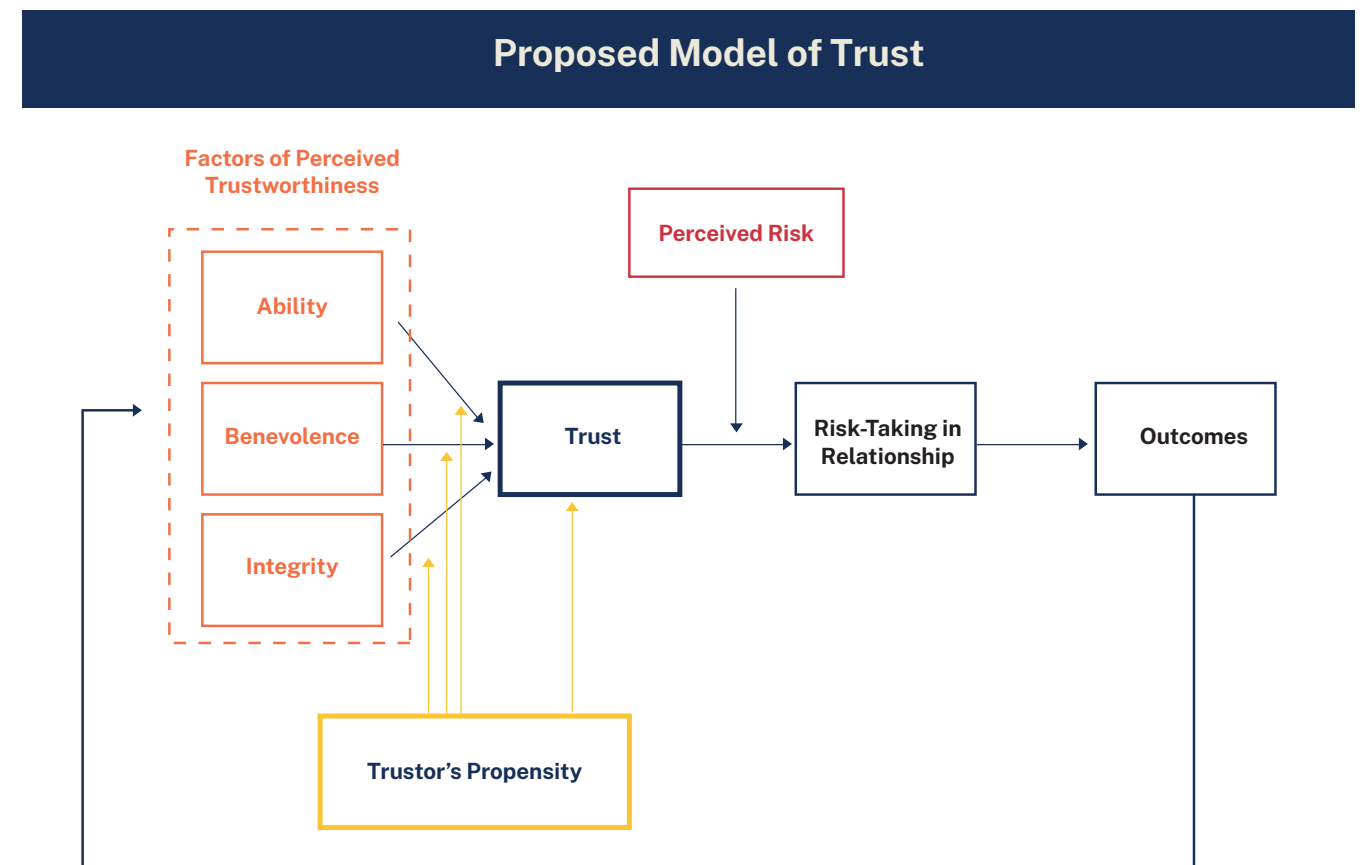 Proposed Model of Trust
Factors of Perceived
Trustworthiness
Perceived Risk
Ability
Benevolence
Trust
Risk-Taking in
Relationship
Outcomes
Integrity
Trustor’s Propensity